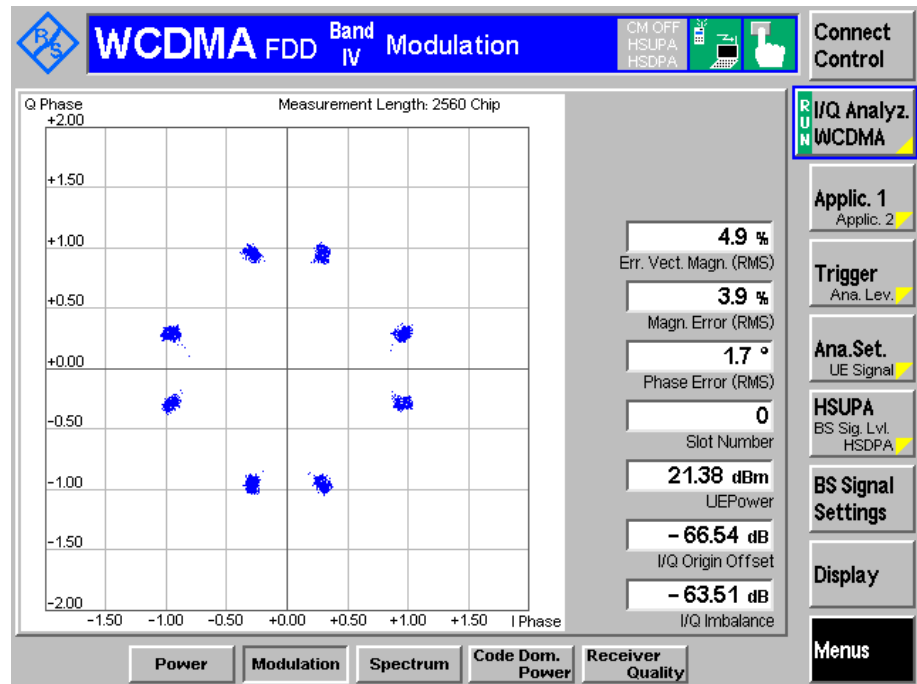 R&S
WCDMA FDD Band IV Modulation
CM OFF
HSUPA
HSDPA
Connect Control
Q Phase
Measurement Length: 2560 Chip
+2.00
+1.50
+1.00
+0.50
+0.00
-0.50
-1.00
-1.50
-2.00
-1.50 -1.00 -0.50 +0.00 +0.50 +1.00 +1.50 I Phase
4.9 %
Err. Vect. Magn. (RMS)
3.9 %
Magn. Error (RMS)
1.7 °
Phase Error (RMS)
0
Slot Number
21.38 dBm
UEPower
-66.54 dB
I/Q Origin Offset
-63.51 dB
I/Q Imbalance
RUN
I/Q Analyz.
WCDMA
Applic. 1
Applic. 2
Trigger
Ana. Lev.
Ana.Set.
UE Signal
HSUPA
BS Sig. Lvl.
HSDPA
BS Signal
Settings
Display
Menus
Power
Modulation
Spectrum
Code Dom.
Power
Receiver
Quality